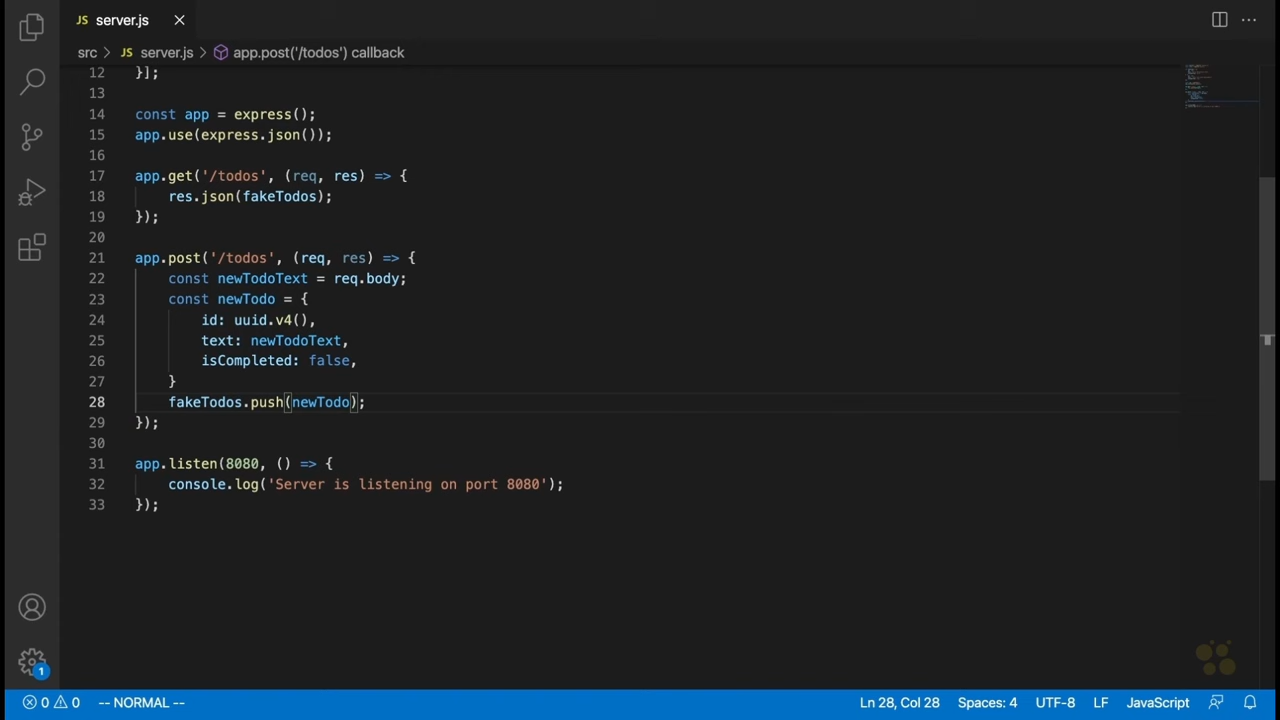 JS server.js
src > JS server.js > app.post('/todos') callback
12 }];
13
14 const app = express();
15 app.use(express.json());
16
17 app.get('/todos', (req, res) => {
18     res.json(fakeTodos);
19 });
20
21 app.post('/todos', (req, res) => {
22     const newTodoText = req.body;
23     const newTodo = {
24         id: uuid.v4(),
25         text: newTodoText,
26         isCompleted: false,
27     }
28     fakeTodos.push(newTodo);
29 });
30
31 app.listen(8080, () => {
32     console.log('Server is listening on port 8080');
33 });
1
0 0 -- NORMAL -- Ln 28, Col 28 Spaces: 4 UTF-8 LF JavaScript